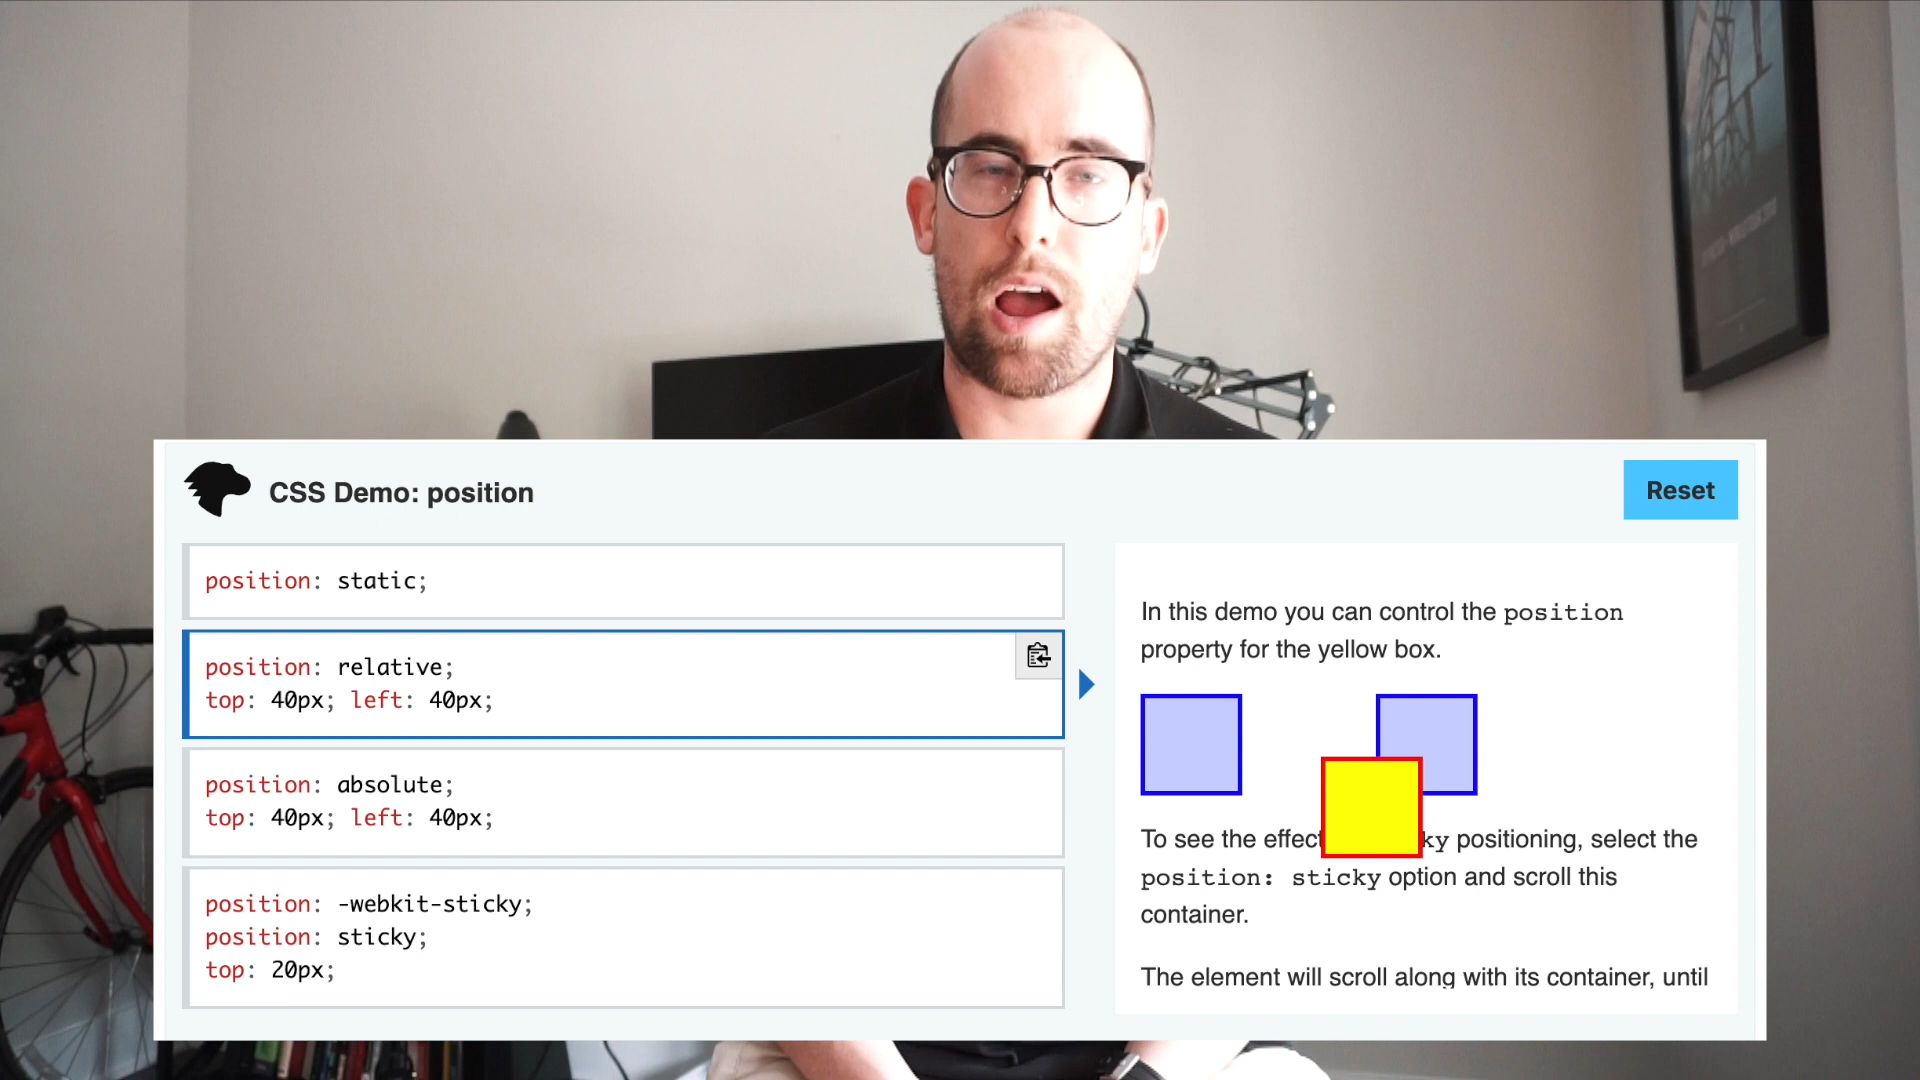 CSS Demo: position
Reset
position: static;
position: relative;
top: 40px; left: 40px;
position: absolute;
top: 40px; left: 40px;
position: -webkit-sticky;
position: sticky;
top: 20px;
In this demo you can control the position
property for the yellow box.
To see the effect ky positioning, select the
position: sticky option and scroll this
container.
The element will scroll along with its container, until